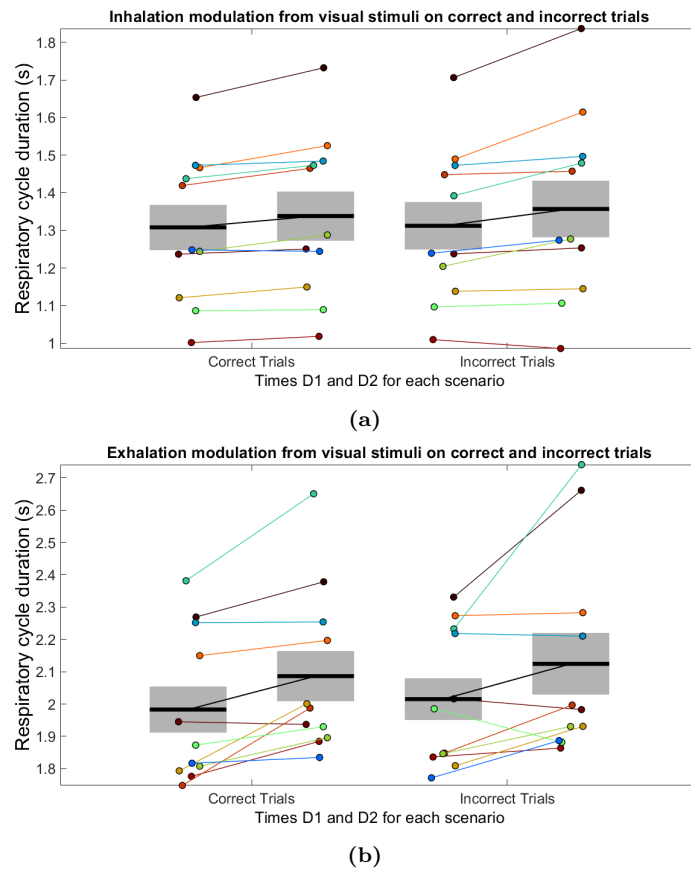 Inhalation modulation from visual stimuli on correct and incorrect trials
Respiratory cycle duration (s)
1.8
1.7
1.6
1.5
1.4
1.3
1.2
1.1
1
Correct Trials Incorrect Trials
Times D1 and D2 for each scenario
(a)
Exhalation modulation from visual stimuli on correct and incorrect trials
Respiratory cycle duration (s)
2.7
2.6
2.5
2.4
2.3
2.2
2.1
2
1.9
1.8
Correct Trials Incorrect Trials
Times D1 and D2 for each scenario
(b)